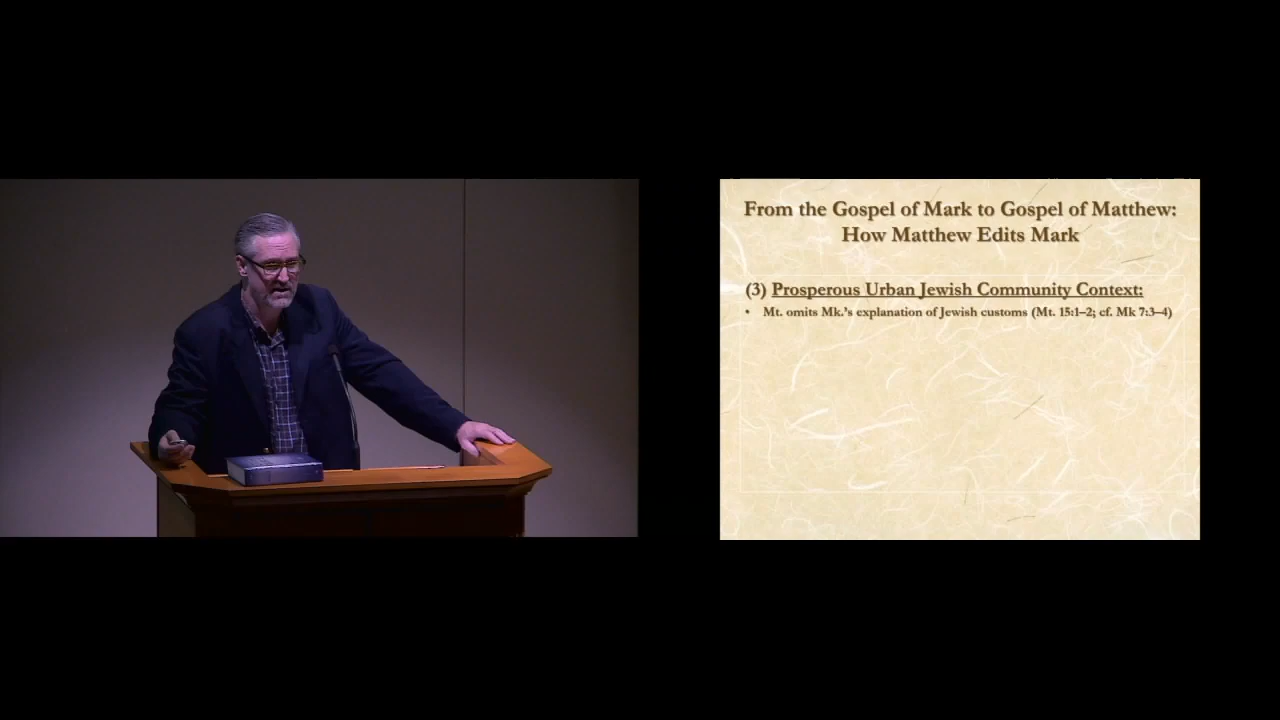 From the Gospel of Mark to Gospel of Matthew:
How Matthew Edits Mark
(3) Prosperous Urban Jewish Community Context:
• Mt. omits Mk.'s explanation of Jewish customs (Mt. 15:1–2; cf. Mk 7:3–4)